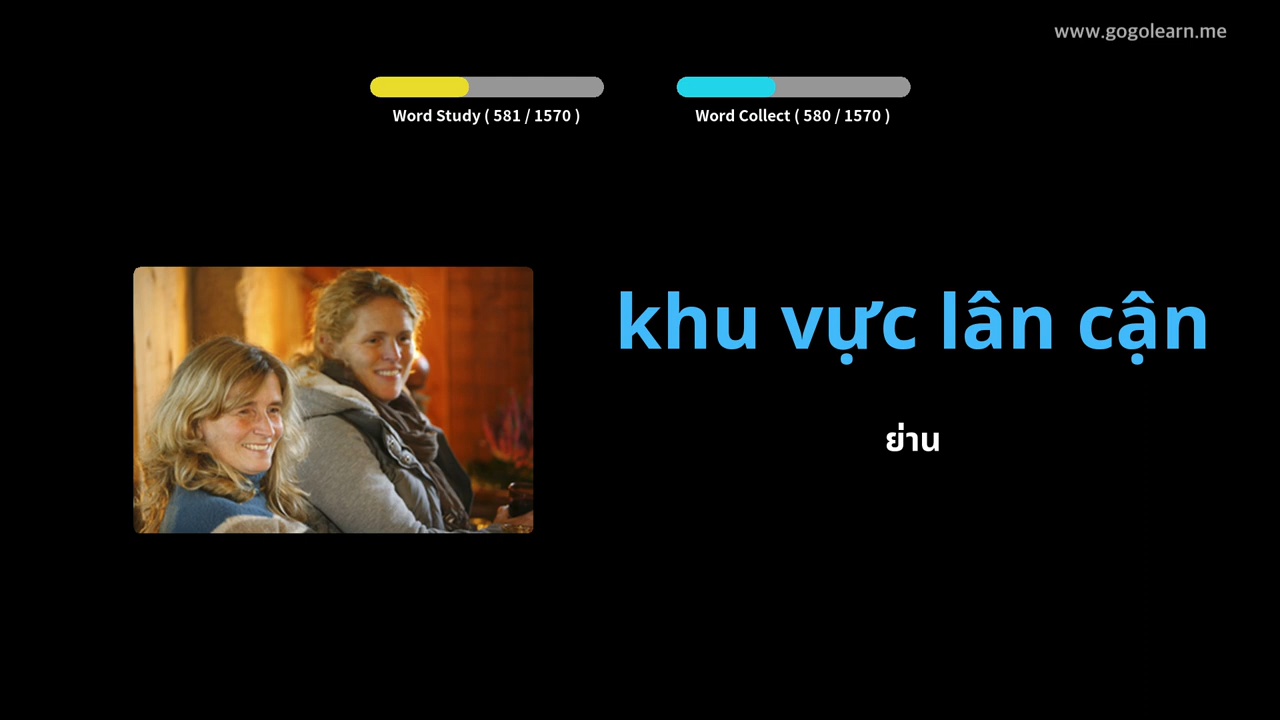 www.gogolearn.me
Word Study ( 581 / 1570 )
Word Collect ( 580 / 1570 )
khu vực lân cận
ย่าน